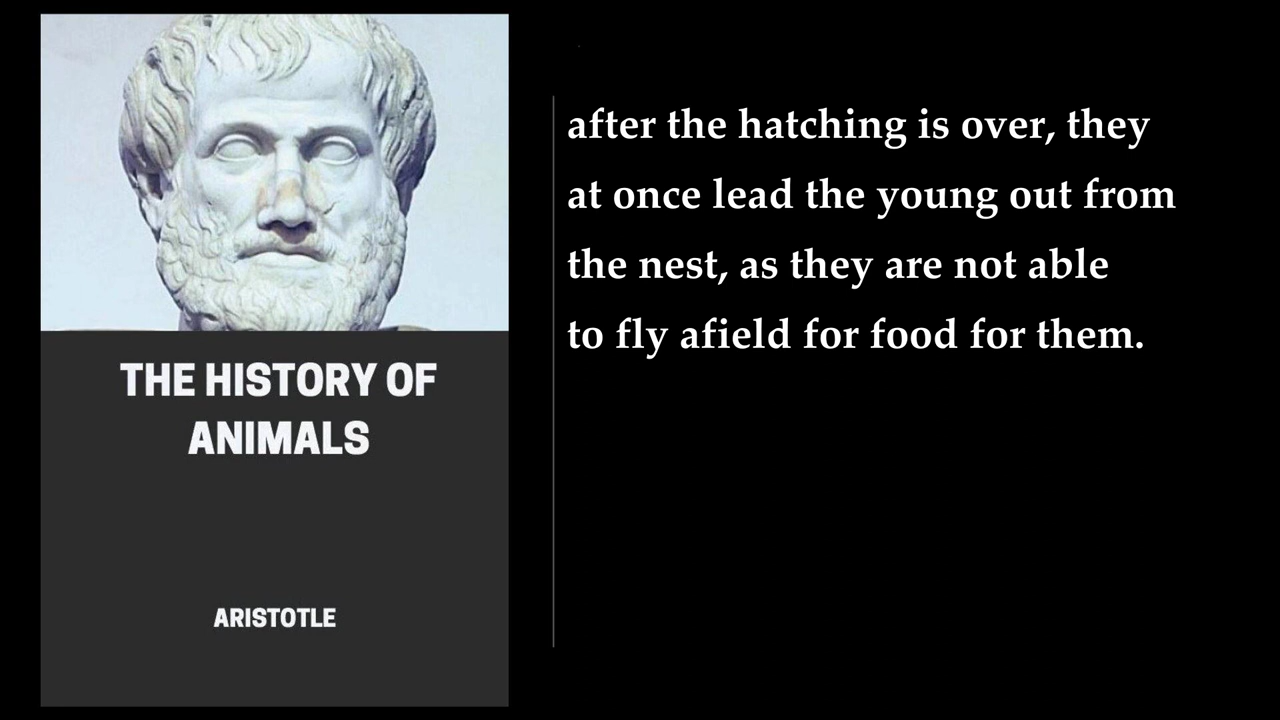 THE HISTORY OF
ANIMALS
ARISTOTLE
after the hatching is over, they
at once lead the young out from
the nest, as they are not able
to fly afield for food for them.